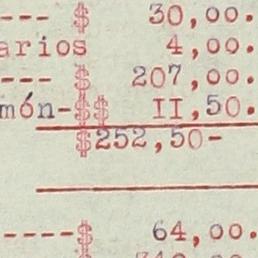 --- $ 30,00.
arios 4,00.
--- $ 207,00.
món-$$ II,50.
$252,50-
----$ 64,00.